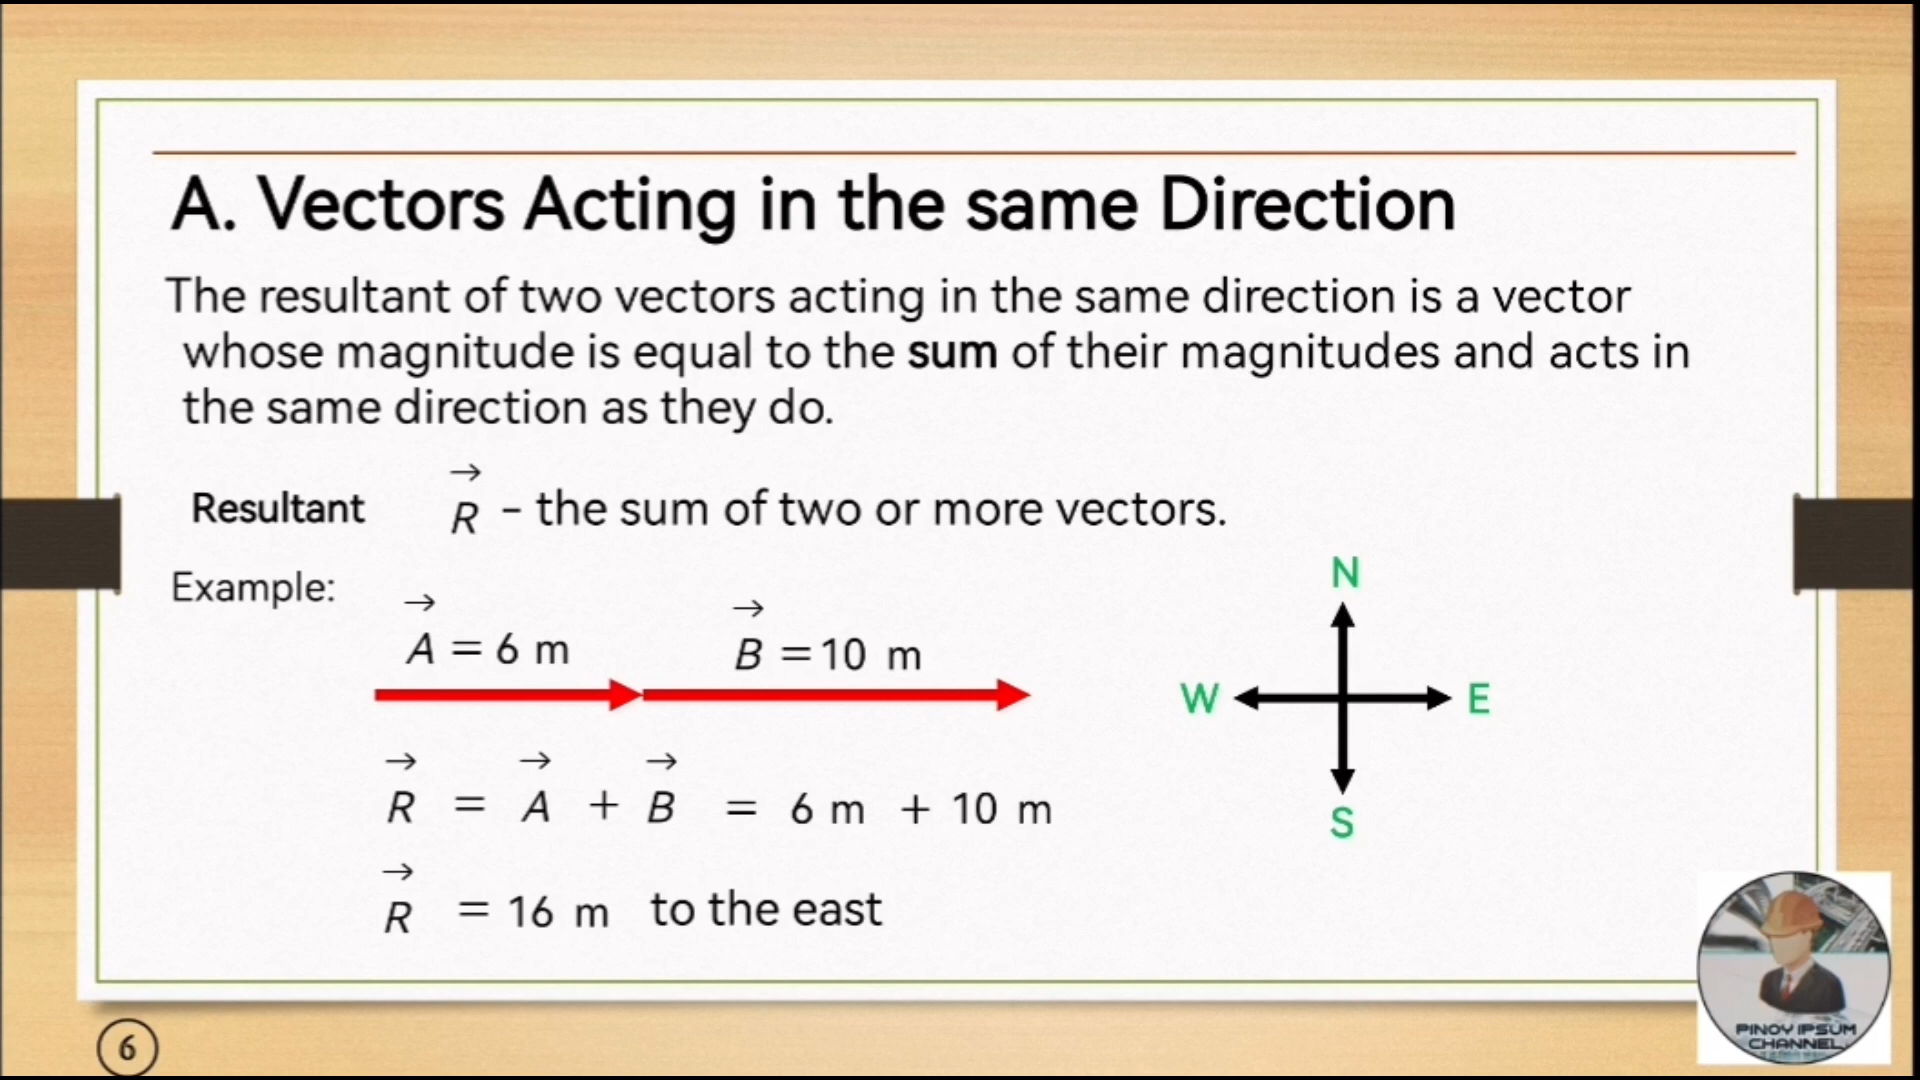 A. Vectors Acting in the same Direction
The resultant of two vectors acting in the same direction is a vector
whose magnitude is equal to the sum of their magnitudes and acts in
the same direction as they do.
Resultant → R – the sum of two or more vectors.
Example:
→ A = 6 m → B = 10 m
N
W E
S
→ R = → A + → B = 6 m + 10 m
→ R = 16 m to the east
PINOY IPSUM
CHANNEL
6